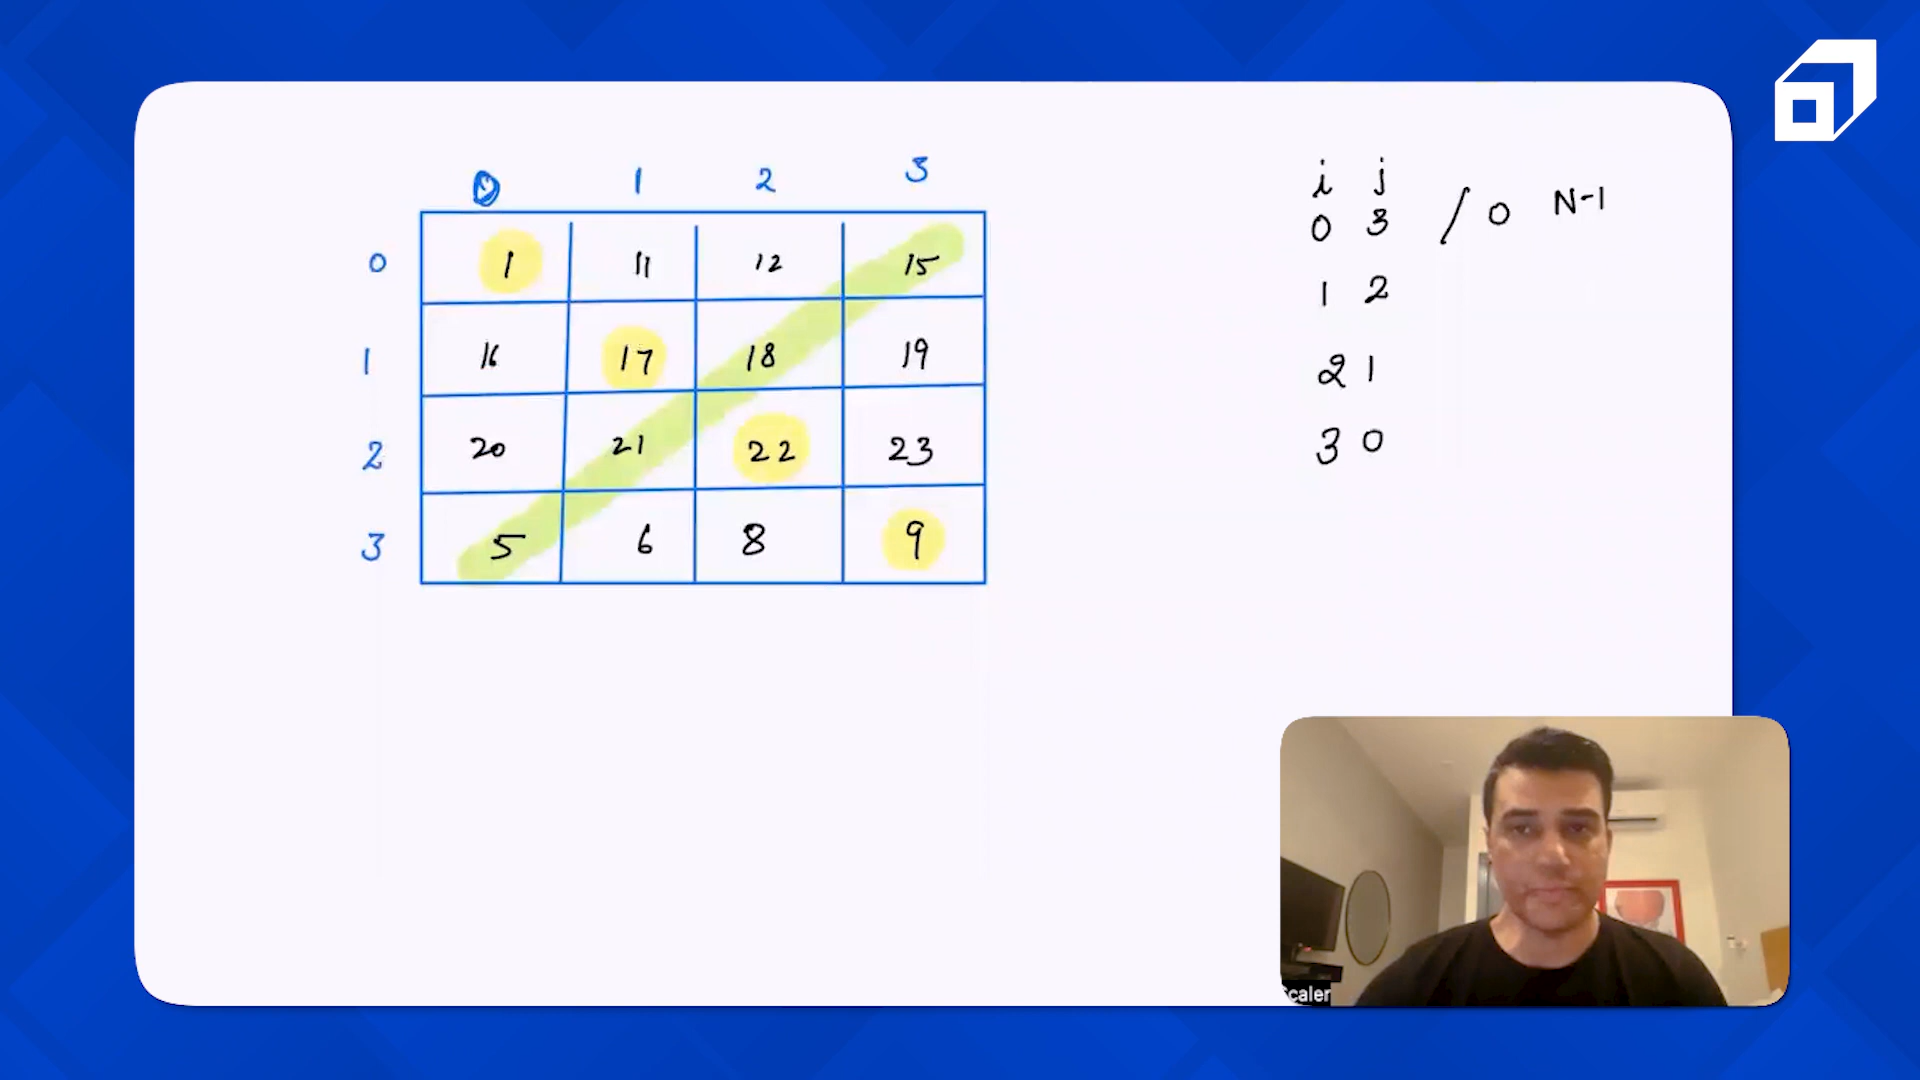 0 1 2 3
0 1 11 12 15
1 16 17 18 19
2 20 21 22 23
3 5 6 8 9
i j
0 3 / 0 N-1
1 2
2 1
3 0
caler